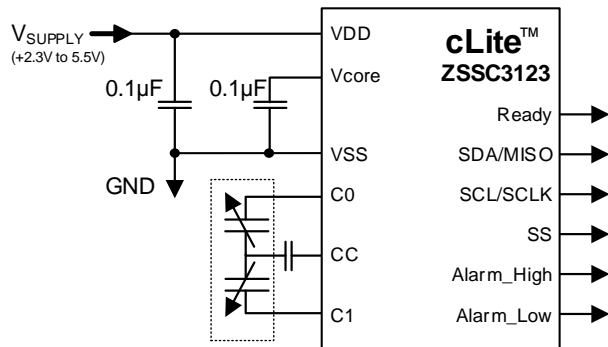 V_SUPPLY
(+2.3V to 5.5V)
0.1µF
0.1µF
GND
VDD
Vcore
VSS
C0
CC
C1
cLite™
ZSSC3123
Ready
SDA/MISO
SCL/SCLK
SS
Alarm_High
Alarm_Low